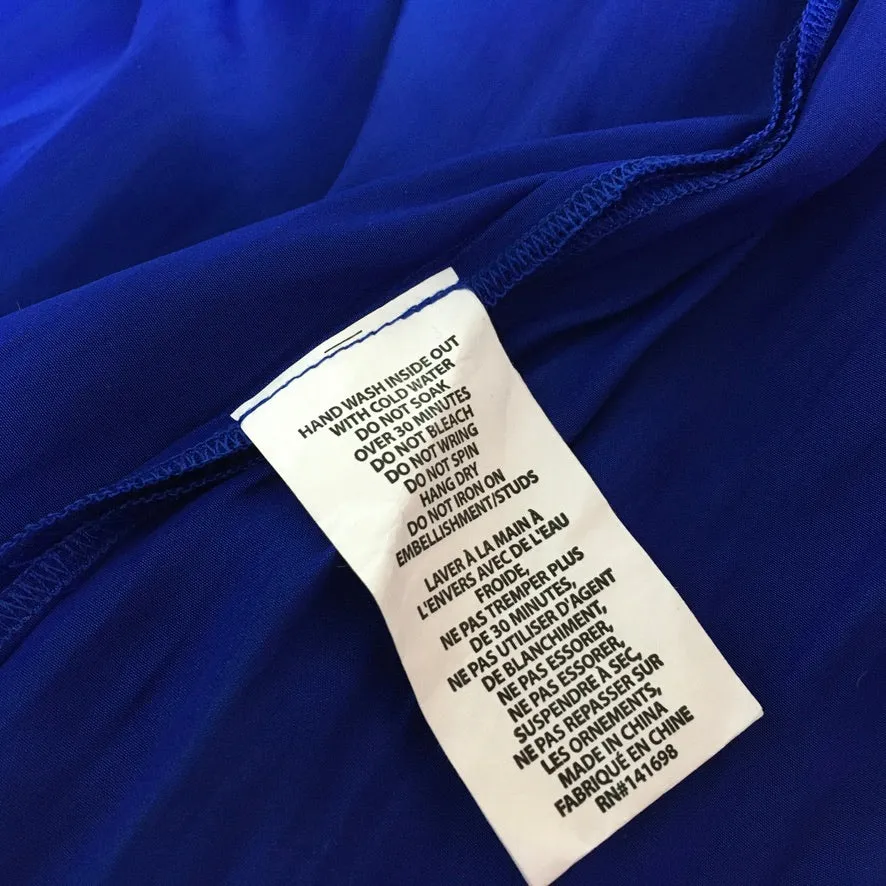 HAND WASH INSIDE OUT
WITH COLD WATER
DO NOT SOAK
OVER 30 MINUTES
DO NOT BLEACH
DO NOT WRING
DO NOT SPIN
HANG DRY
DO NOT IRON ON
EMBELLISHMENT/STUDS
LAVER À LA MAIN À
L'ENVERS AVEC DE L'EAU
FROIDE,
NE PAS TREMPER PLUS
DE 30 MINUTES,
NE PAS UTILISER D'AGENT
DE BLANCHIMENT,
NE PAS ESSORER,
NE PAS ESSORER,
SUSPENDRE À SEC,
NE PAS REPASSER SUR
LES ORNEMENTS,
MADE IN CHINA
FABRIQUÉ EN CHINE
RN#141698